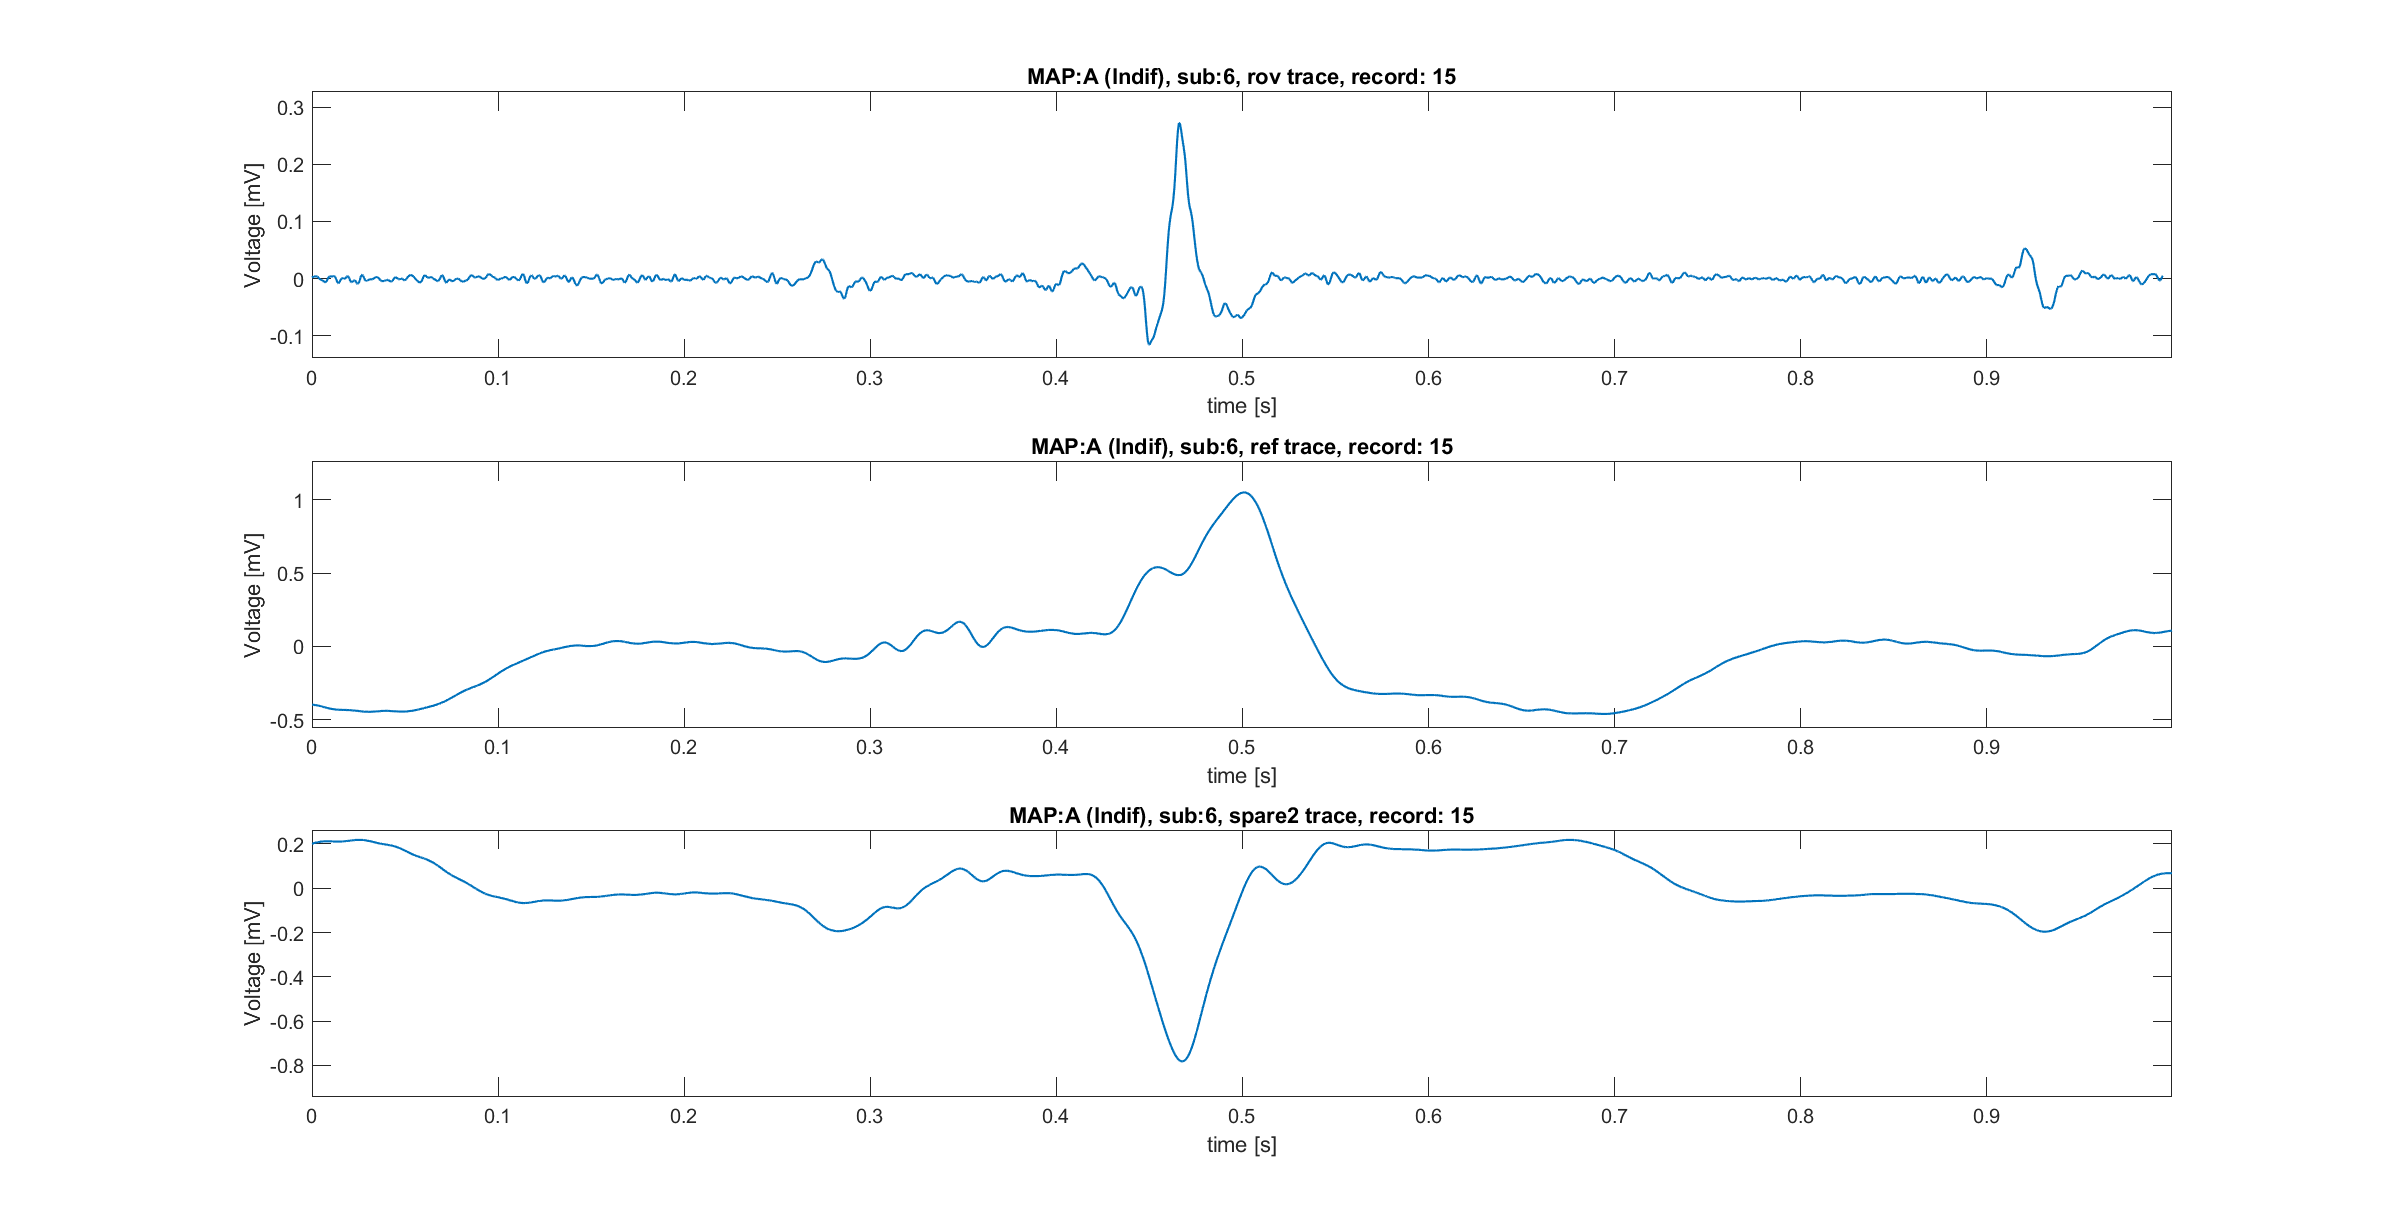 MAP:A (Indif), sub:6, rov trace, record: 15
Voltage [mV]
0.3
0.2
0.1
0
-0.1
0 0.1 0.2 0.3 0.4 0.5 0.6 0.7 0.8 0.9
time [s]
MAP:A (Indif), sub:6, ref trace, record: 15
Voltage [mV]
1
0.5
0
-0.5
0 0.1 0.2 0.3 0.4 0.5 0.6 0.7 0.8 0.9
time [s]
MAP:A (Indif), sub:6, spare2 trace, record: 15
Voltage [mV]
0.2
0
-0.2
-0.4
-0.6
-0.8
0 0.1 0.2 0.3 0.4 0.5 0.6 0.7 0.8 0.9
time [s]